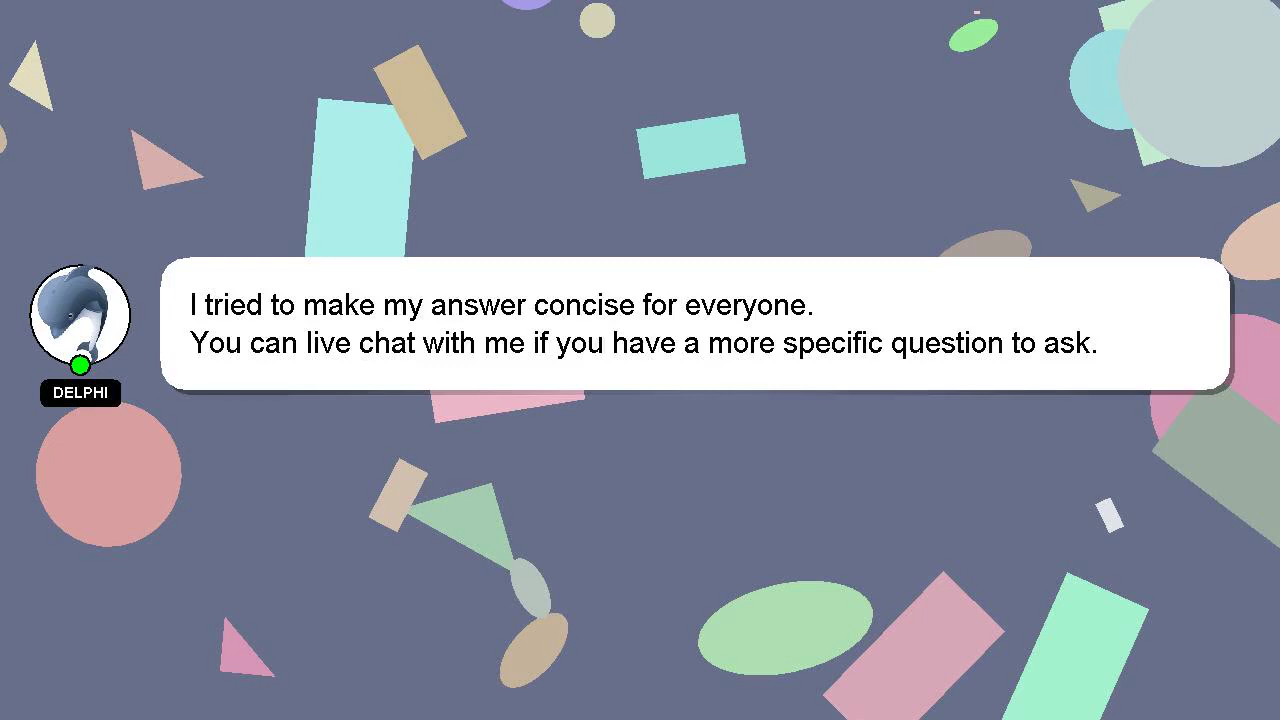 I tried to make my answer concise for everyone.
You can live chat with me if you have a more specific question to ask.
DELPHI